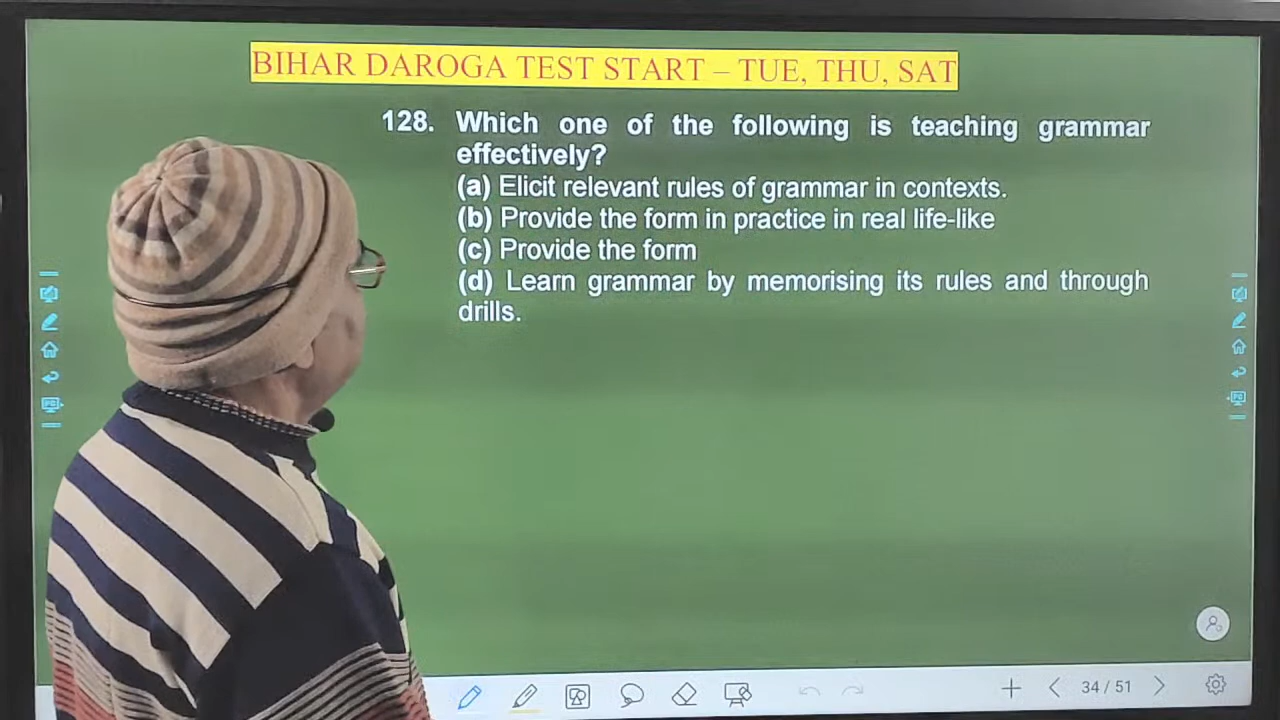 BIHAR DAROGA TEST START – TUE, THU, SAT
128. Which one of the following is teaching grammar
effectively?
(a) Elicit relevant rules of grammar in contexts.
(b) Provide the form in practice in real life-like
(c) Provide the form
(d) Learn grammar by memorising its rules and through
drills.
PG
PG
34 / 51